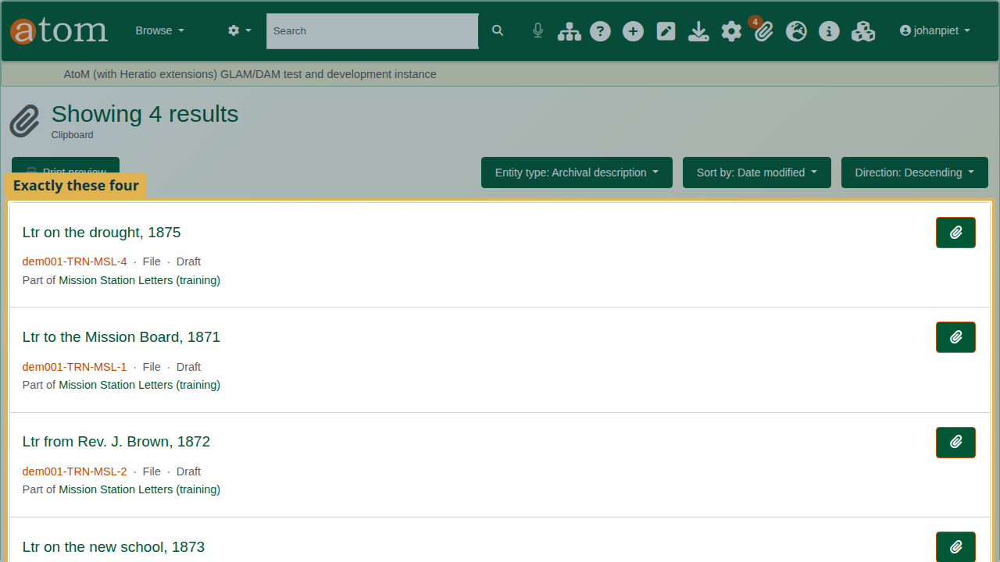 atom
Browse
Search
4
johanpiet
AtoM (with Heratio extensions) GLAM/DAM test and development instance
Showing 4 results
Clipboard
Print preview
Entity type: Archival description
Sort by: Date modified
Direction: Descending
Exactly these four
Ltr on the drought, 1875
dem001-TRN-MSL-4 · File · Draft
Part of Mission Station Letters (training)
Ltr to the Mission Board, 1871
dem001-TRN-MSL-1 · File · Draft
Part of Mission Station Letters (training)
Ltr from Rev. J. Brown, 1872
dem001-TRN-MSL-2 · File · Draft
Part of Mission Station Letters (training)
Ltr on the new school, 1873